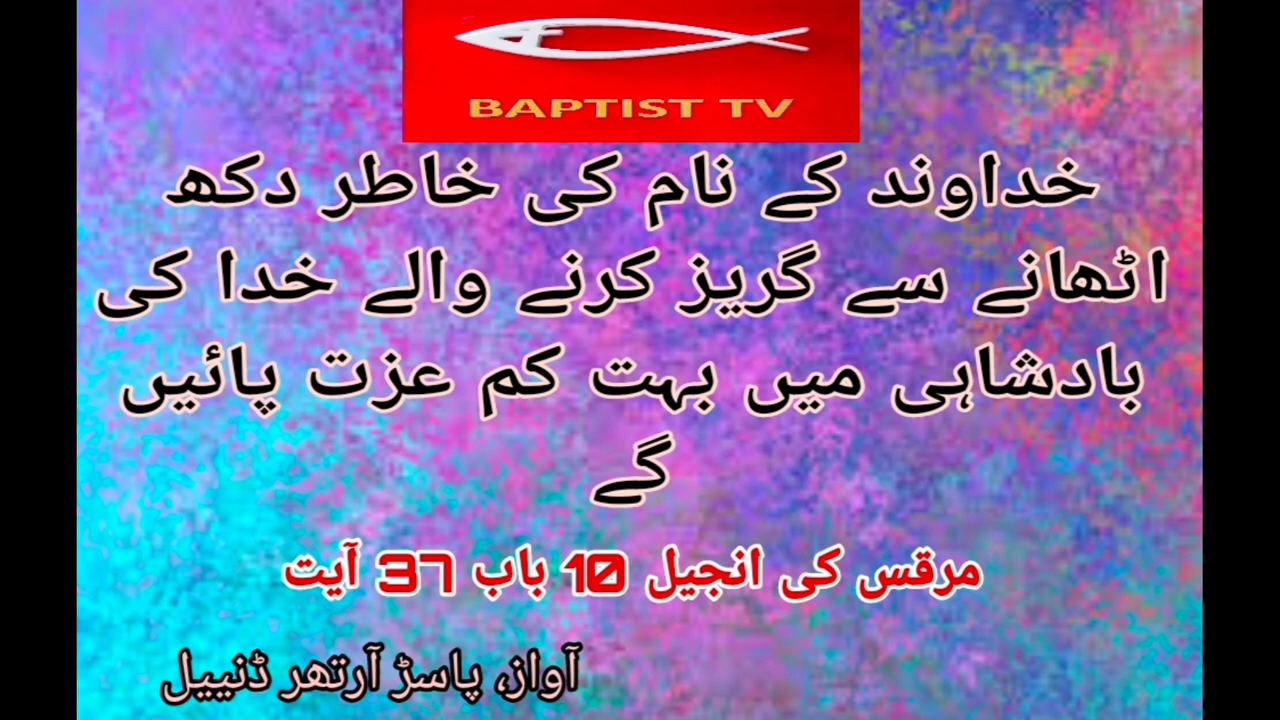 BAPTIST TV
خداوند کے نام کی خاطر دکھ
اٹھانے سے گریز کرنے والے خدا کی
بادشاہی میں بہت کم عزت پائیں
گے
مرقس کی انجیل 10 باب 37 آیت
آواز، پاسڑ آرتھر ڈنییل